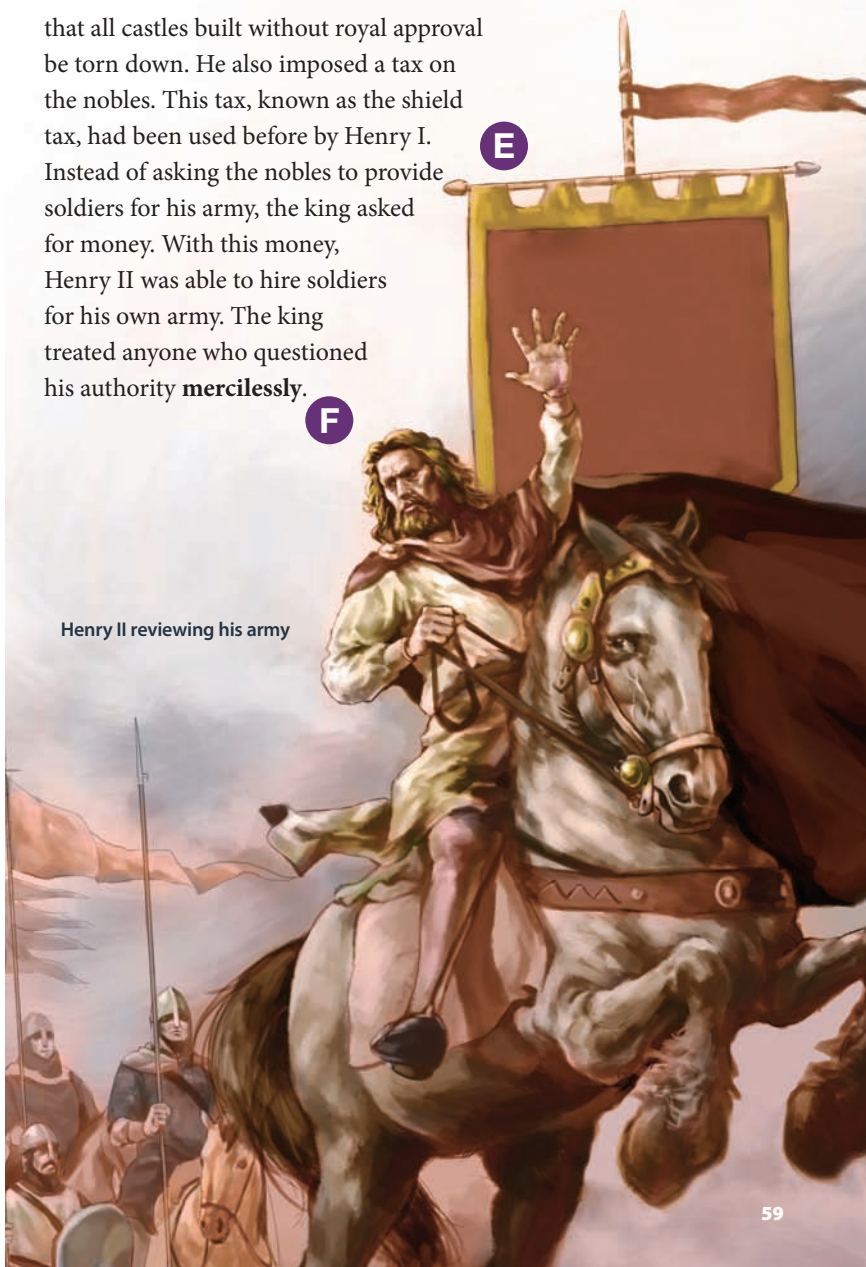 that all castles built without royal approval
be torn down. He also imposed a tax on
the nobles. This tax, known as the shield
tax, had been used before by Henry I.
E
Instead of asking the nobles to provide
soldiers for his army, the king asked
for money. With this money,
Henry II was able to hire soldiers
for his own army. The king
treated anyone who questioned
his authority mercilessly.
F
Henry II reviewing his army
59